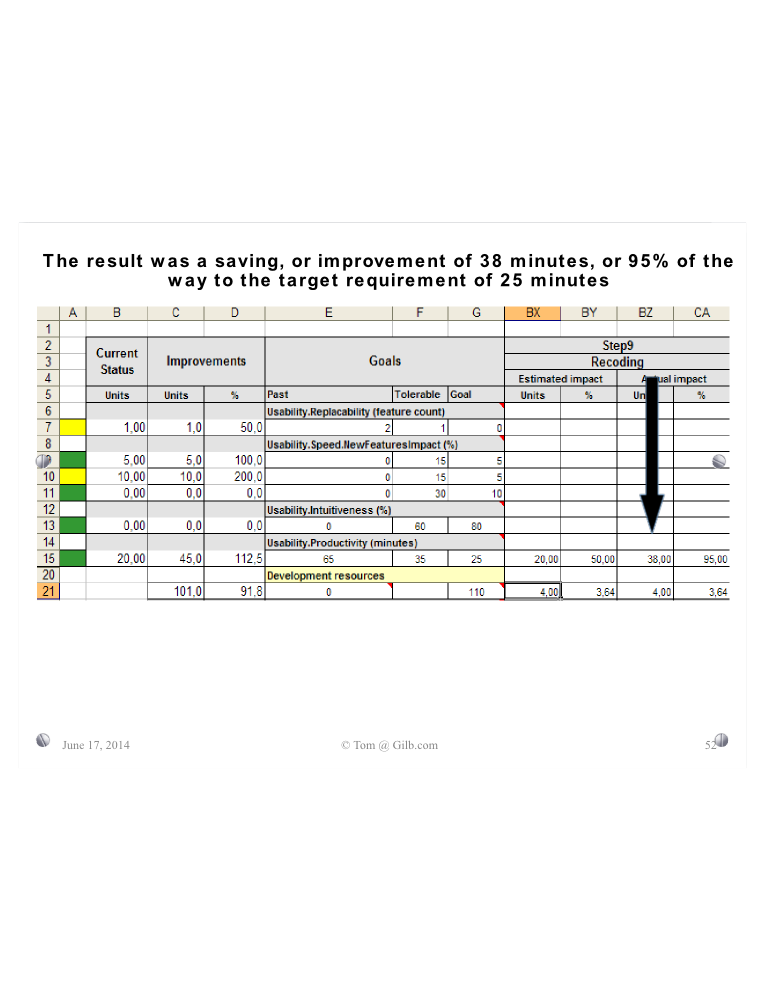 The result was a saving, or improvement of 38 minutes, or 95% of the
way to the target requirement of 25 minutes
A B C D E F G BX BY BZ CA
1
2 Step9
3 Current Status Improvements Goals Recoding
4 Estimated impact A ual impact
5 Units Units % Past Tolerable Goal Units % Un %
6 Usability.Replacability (feature count)
7 1,00 1,0 50,0 2 1 0
8 Usability.Speed.NewFeaturesImpact (%)
5,00 5,0 100,0 0 15 5
10 10,00 10,0 200,0 0 15 5
11 0,00 0,0 0,0 0 30 10
12 Usability.Intuitiveness (%)
13 0,00 0,0 0,0 0 60 80
14 Usability.Productivity (minutes)
15 20,00 45,0 112,5 65 35 25 20,00 50,00 38,00 95,00
20 Development resources
21 101,0 91,8 0 110 4,00 3,64 4,00 3,64
June 17, 2014 © Tom @ Gilb.com 52